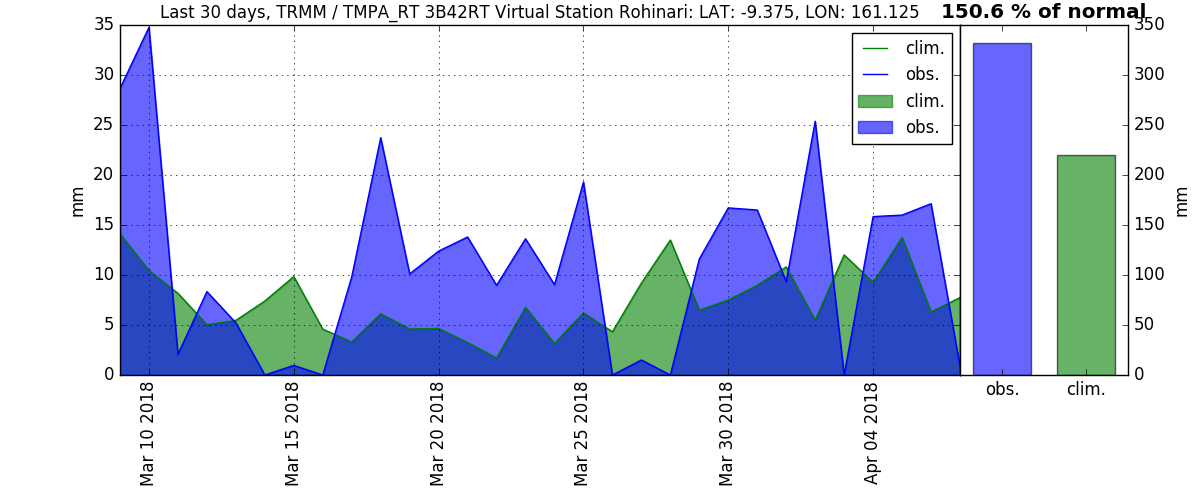 Last 30 days, TRMM / TMPA_RT 3B42RT Virtual Station Rohinari: LAT: -9.375, LON: 161.125
150.6 % of normal
35
30
25
20
15
10
5
0
mm
clim.
obs.
clim.
obs.
350
300
250
200
150
100
50
0
mm
Mar 10 2018
Mar 15 2018
Mar 20 2018
Mar 25 2018
Mar 30 2018
Apr 04 2018
obs.
clim.